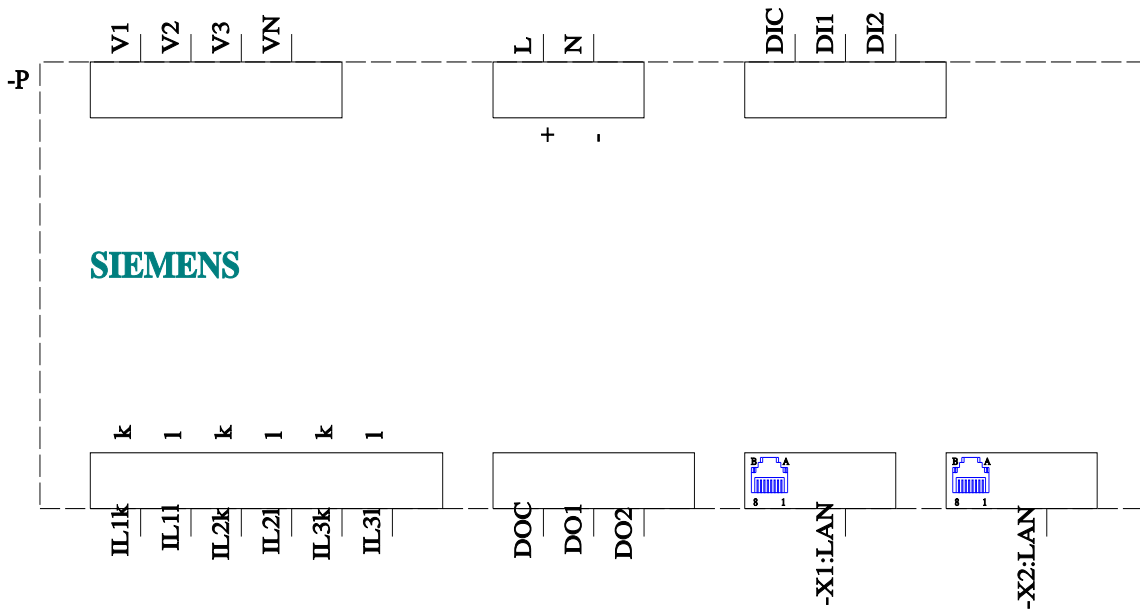 V1 V2 V3 VN L N DIC DI1 DI2
-P
+ -
SIEMENS
k l k l k l
B A B A
8 1 8 1
IL1k IL1l IL2k IL2l IL3k IL3l DOC DO1 DO2 -X1:LAN -X2:LAN